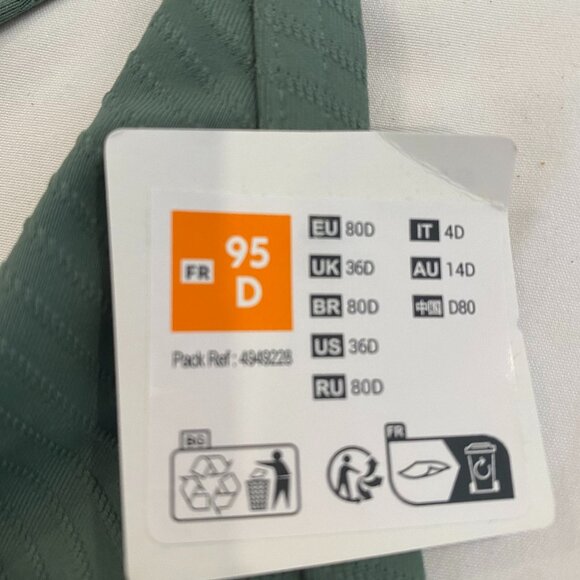 FR 95 D
EU 80D
UK 36D
BR 80D
US 36D
RU 80D
IT 4D
AU 14D
中国 D80
Pack Ref : 4949228
BG
FR